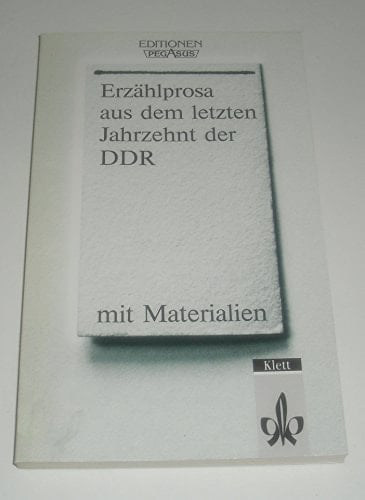 EDITIONEN
PEGASUS
Erzählprosa
aus dem letzten
Jahrzehnt der
DDR
mit Materialien
Klett